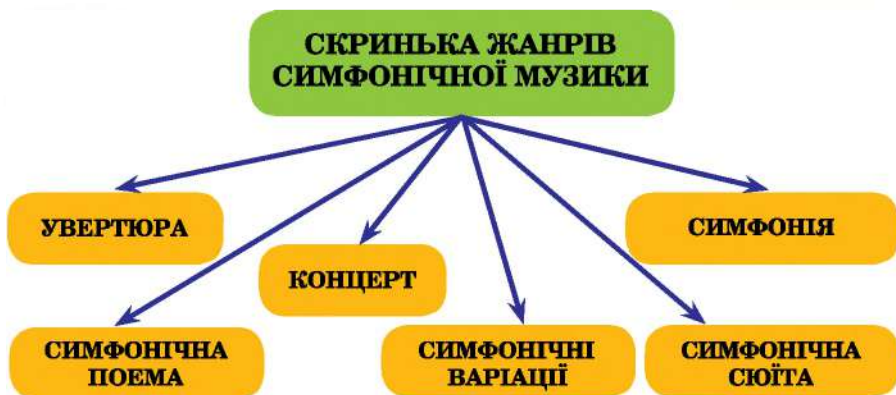 СКРИНЬКА ЖАНРІВ
СИМФОНІЧНОЇ МУЗИКИ
УВЕРТЮРА
КОНЦЕРТ
СИМФОНІЯ
СИМФОНІЧНА
ПОЕМА
СИМФОНІЧНІ
ВАРІАЦІЇ
СИМФОНІЧНА
СЮЇТА